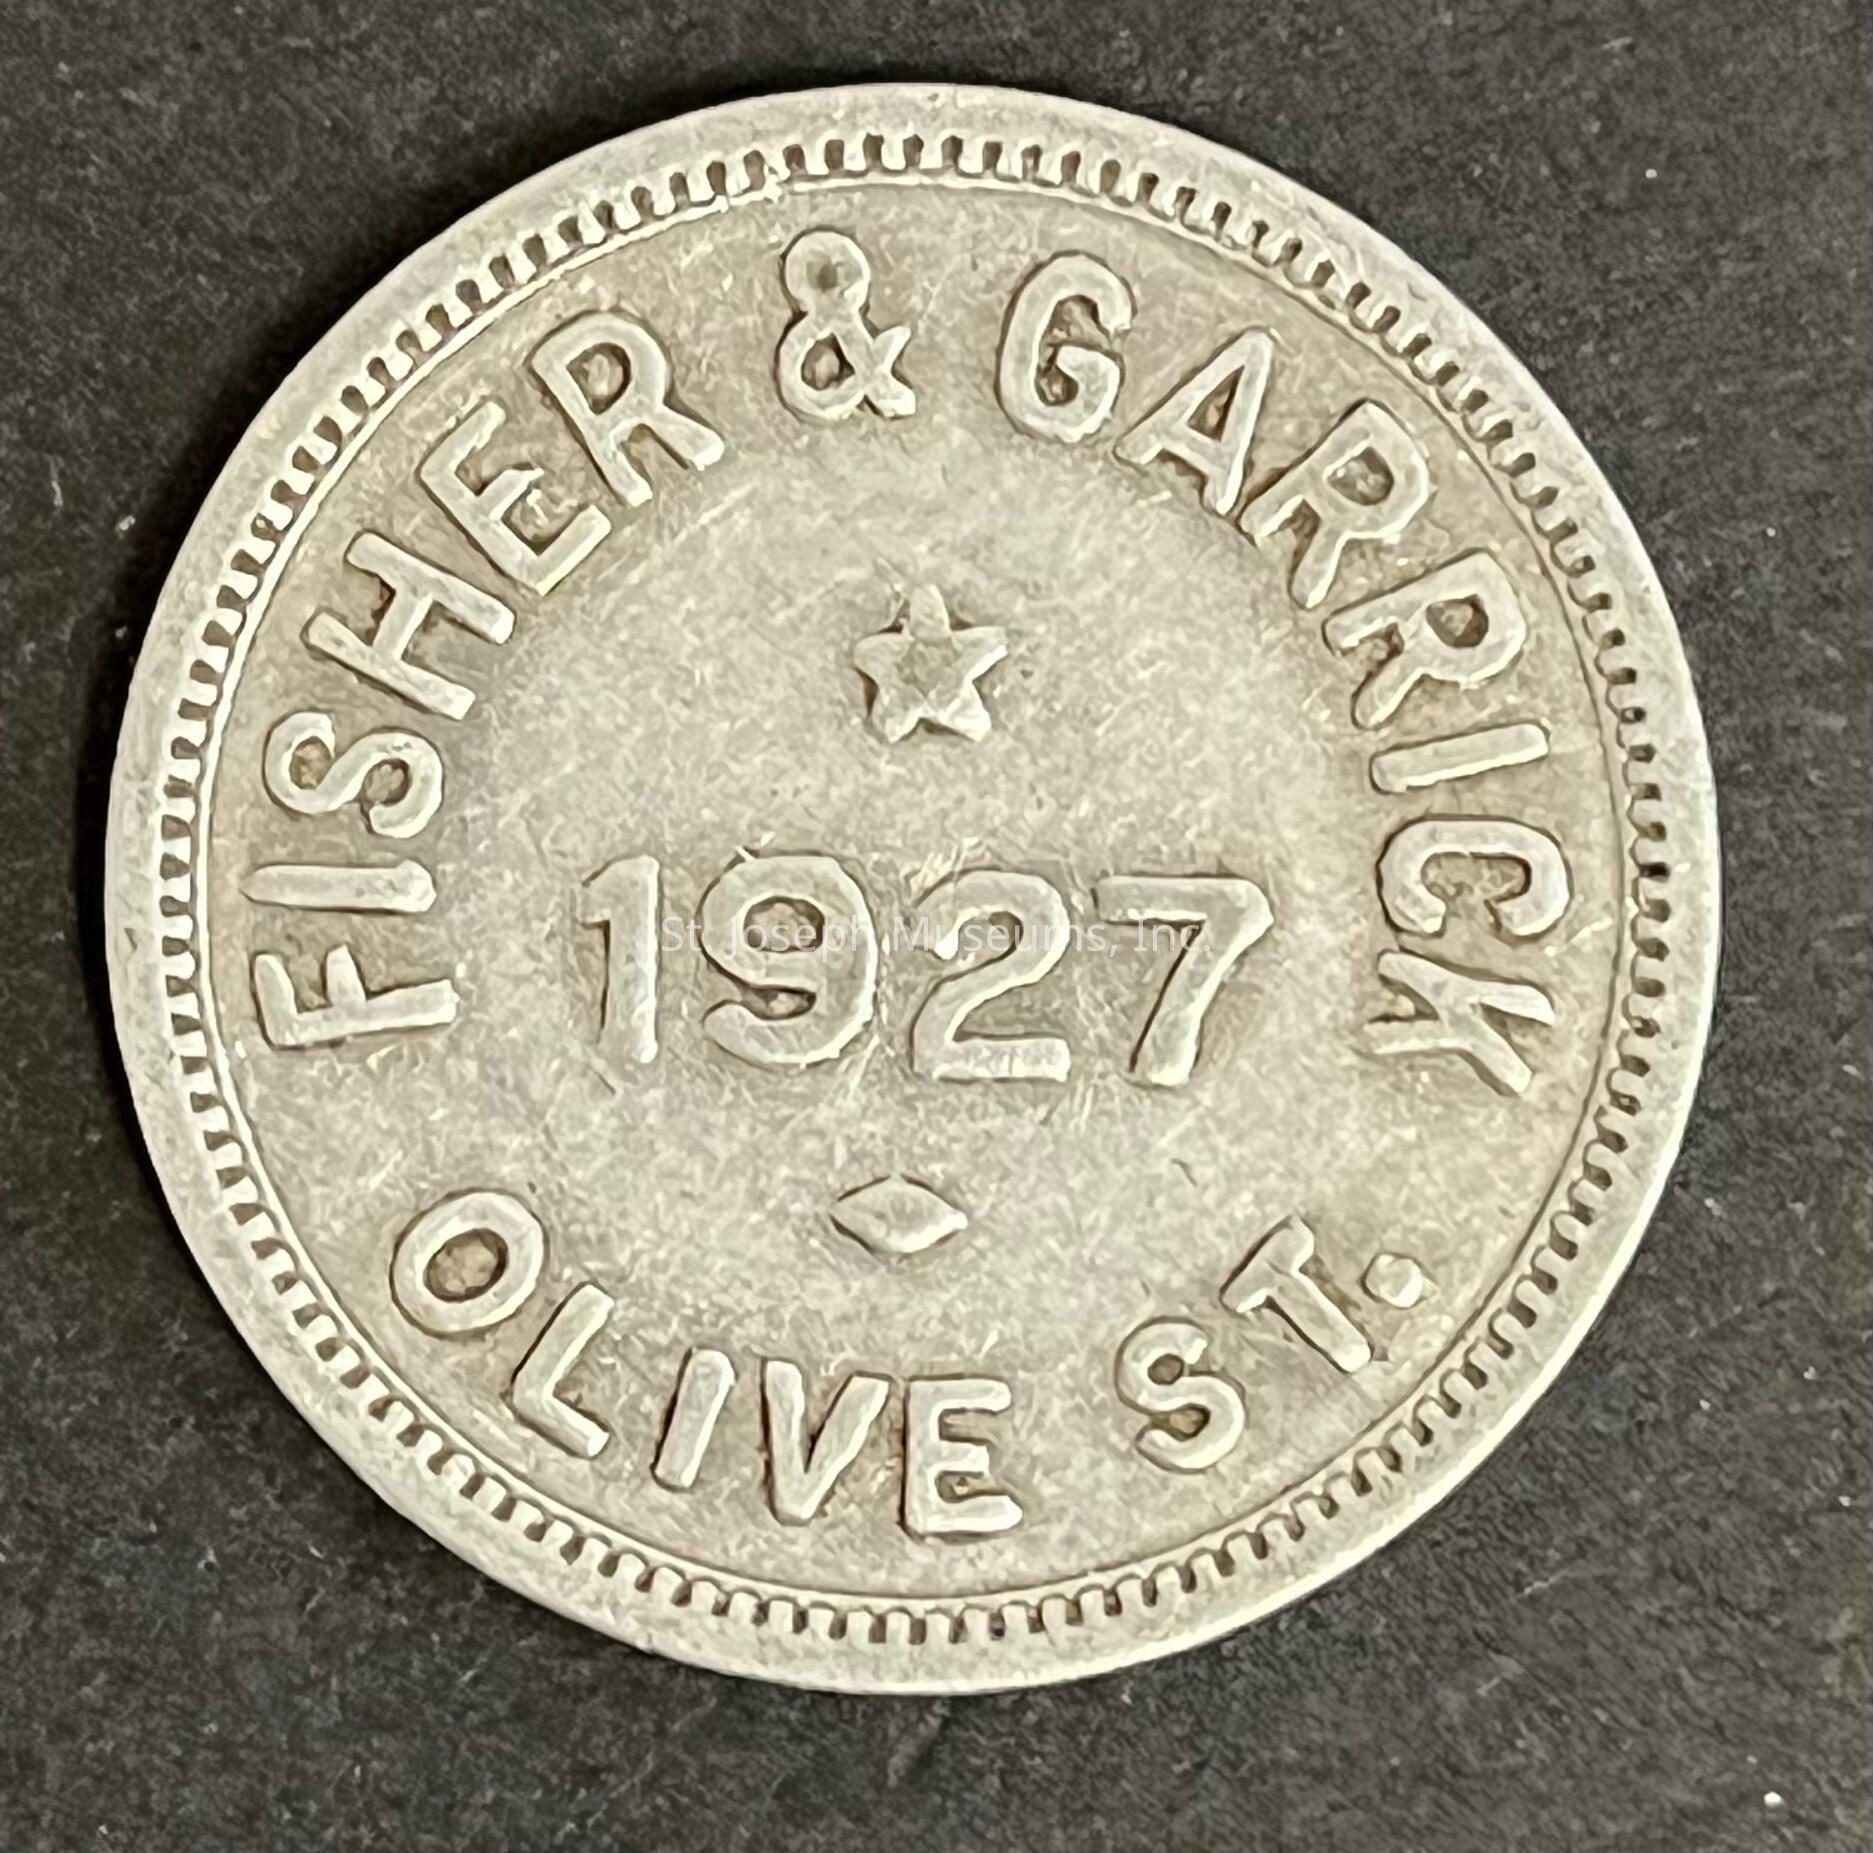 FISHER & GARRICK
1927
St. Joseph Museums, Inc.
OLIVE ST.